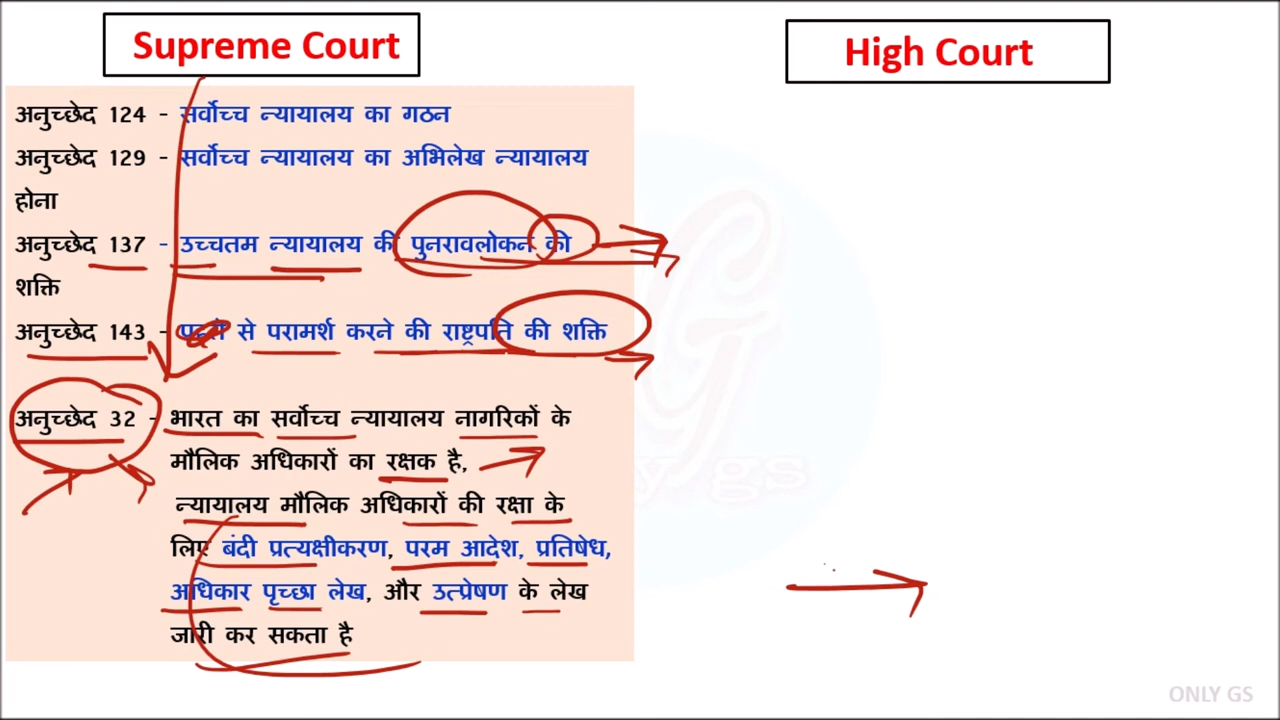 Supreme Court
High Court
अनुच्छेद 124 - सर्वोच्च न्यायालय का गठन
अनुच्छेद 129 - सर्वोच्च न्यायालय का अभिलेख न्यायालय
होना
अनुच्छेद 137 - उच्चतम न्यायालय की पुनरावलोकन की
शक्ति
अनुच्छेद 143 - से परामर्श करने की राष्ट्रपति की शक्ति
अनुच्छेद 32 - भारत का सर्वोच्च न्यायालय नागरिकों के
मौलिक अधिकारों का रक्षक है,
न्यायालय मौलिक अधिकारों की रक्षा के
लिए बंदी प्रत्यक्षीकरण, परम आदेश, प्रतिषेध,
अधिकार पृच्छा लेख, और उत्प्रेषण के लेख
जारी कर सकता है
ONLY GS